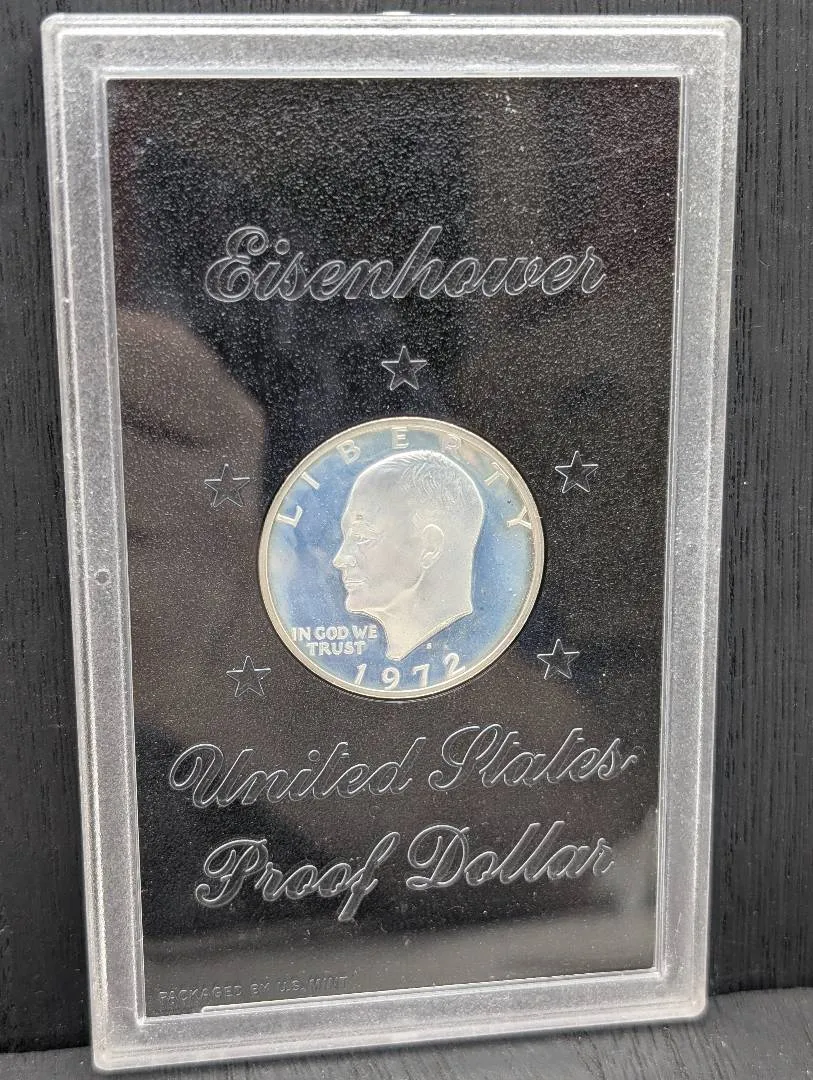 Eisenhower
LIBERTY
IN GOD WE
TRUST
S
1972
United States
Proof Dollar
PACKAGED BY U.S. MINT